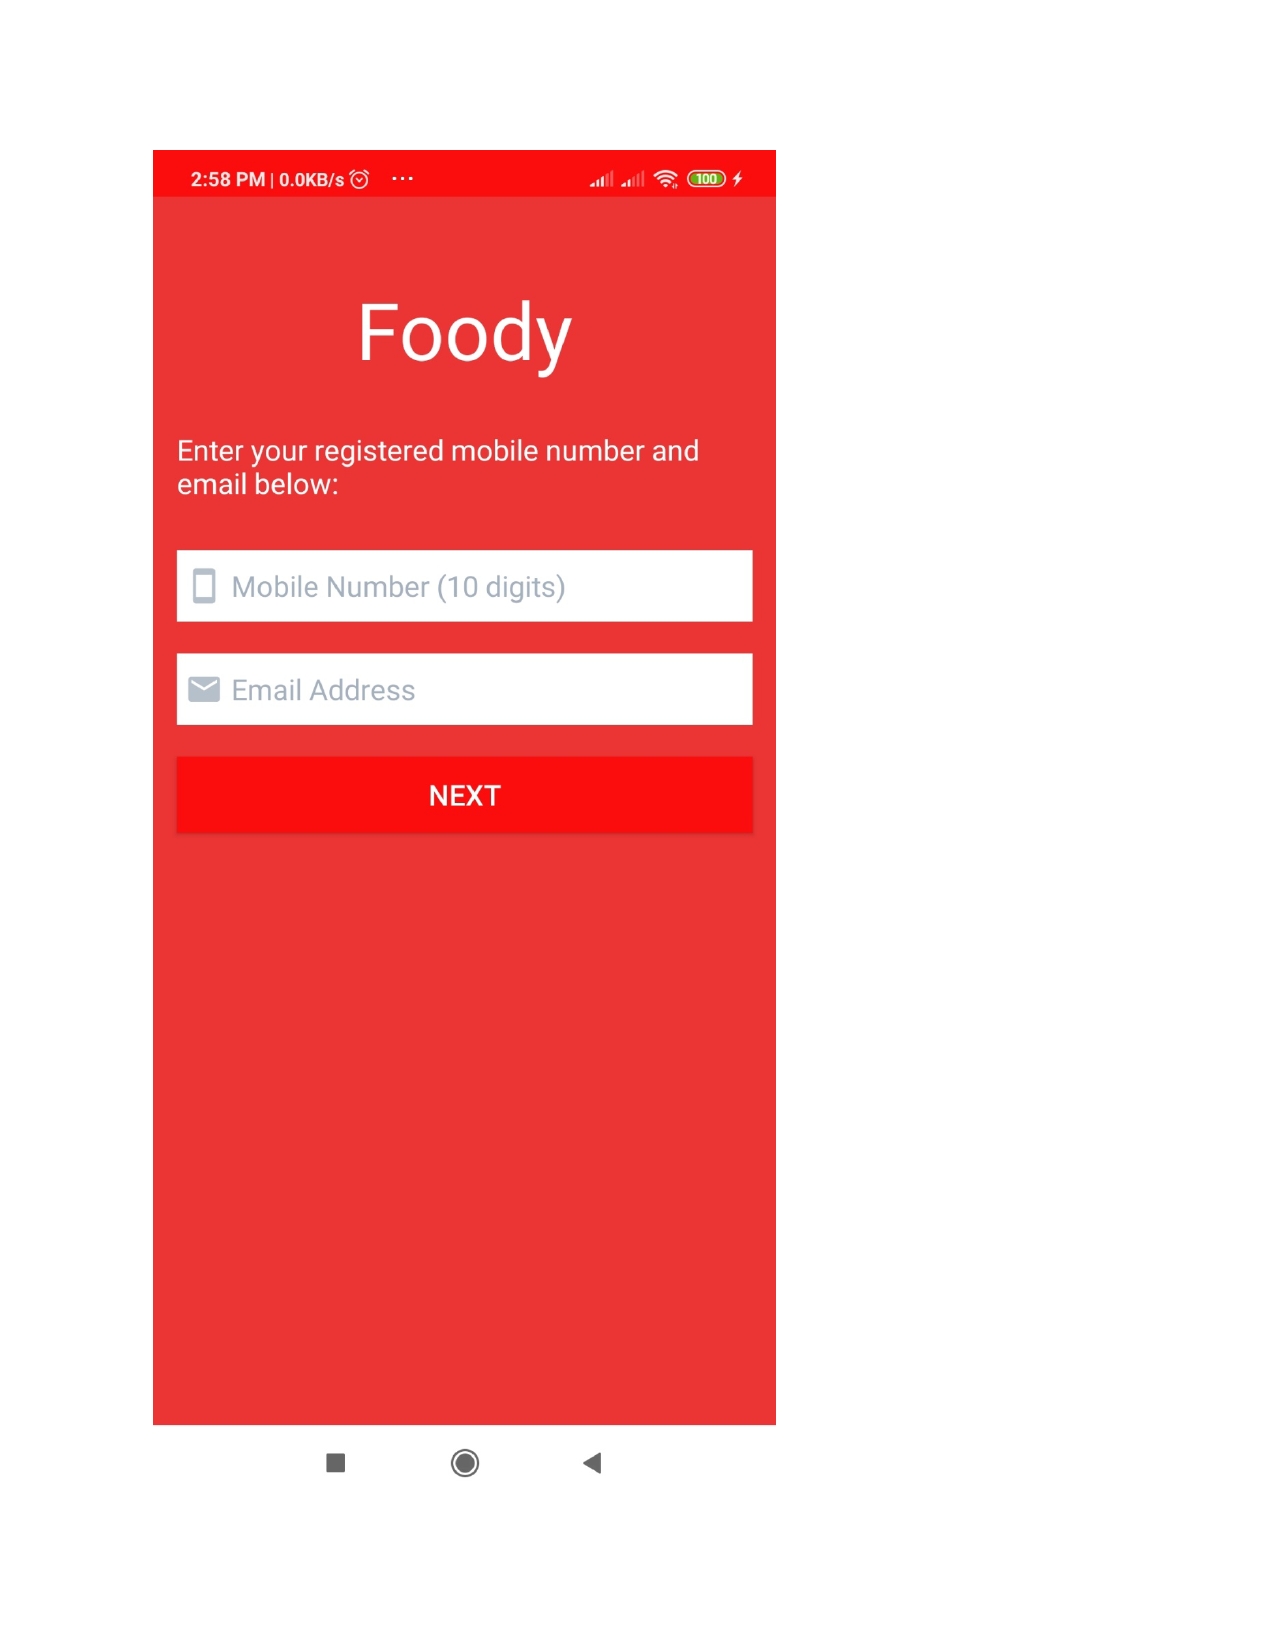 2:58 PM | 0.0KB/s ... 100
Foody
Enter your registered mobile number and
email below:
Mobile Number (10 digits)
Email Address
NEXT